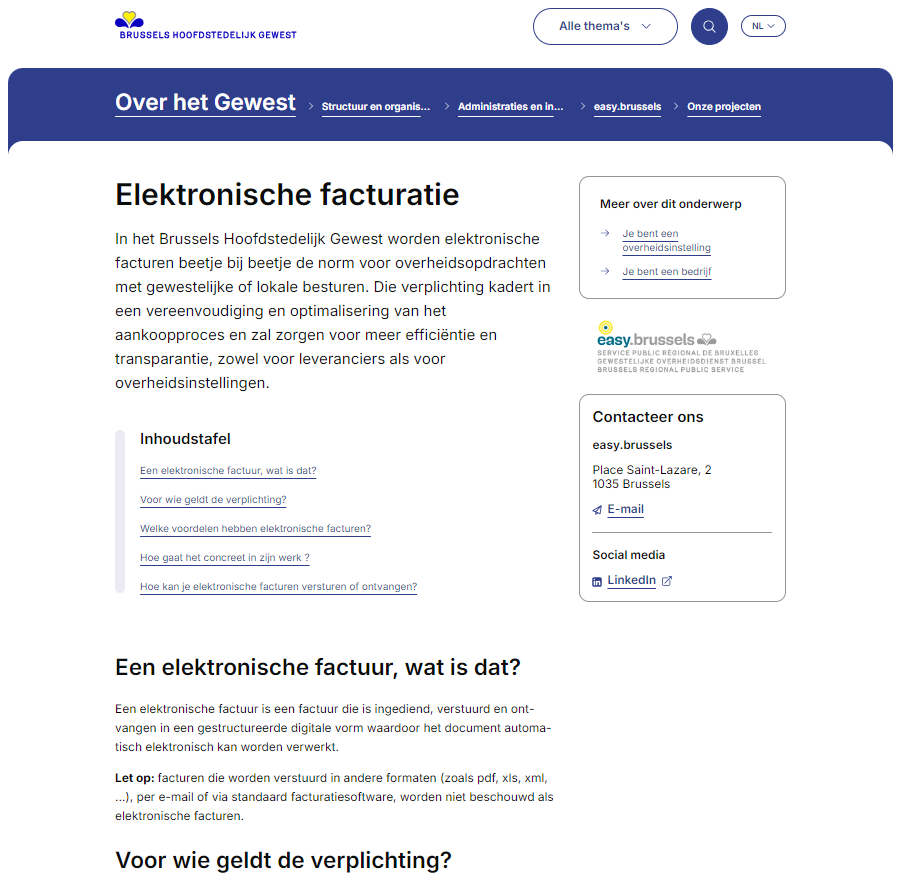 BRUSSELS HOOFDSTEDELIJK GEWEST
Alle thema's
NL
Over het Gewest
Structuur en organis...
Administraties en in...
easy.brussels
Onze projecten
Elektronische facturatie
In het Brussels Hoofdstedelijk Gewest worden elektronische
facturen beetje bij beetje de norm voor overheidsopdrachten
met gewestelijke of lokale besturen. Die verplichting kadert in
een vereenvoudiging en optimalisering van het
aankoopproces en zal zorgen voor meer efficiëntie en
transparantie, zowel voor leveranciers als voor
overheidsinstellingen.
Inhoudstafel
Een elektronische factuur, wat is dat?
Voor wie geldt de verplichting?
Welke voordelen hebben elektronische facturen?
Hoe gaat het concreet in zijn werk ?
Hoe kan je elektronische facturen versturen of ontvangen?
Meer over dit onderwerp
Je bent een
overheidsinstelling
Je bent een bedrijf
easy.brussels
SERVICE PUBLIC RÉGIONAL DE BRUXELLES
GEWESTELIJKE OVERHEIDSDIENST BRUSSEL
BRUSSELS REGIONAL PUBLIC SERVICE
Contacteer ons
easy.brussels
Place Saint-Lazare, 2
1035 Brussels
E-mail
Social media
LinkedIn
Een elektronische factuur, wat is dat?
Een elektronische factuur is een factuur die is ingediend, verstuurd en ont-
vangen in een gestructureerde digitale vorm waardoor het document automa-
tisch elektronisch kan worden verwerkt.
Let op: facturen die worden verstuurd in andere formaten (zoals pdf, xls, xml,
...), per e-mail of via standaard facturatiesoftware, worden niet beschouwd als
elektronische facturen.
Voor wie geldt de verplichting?